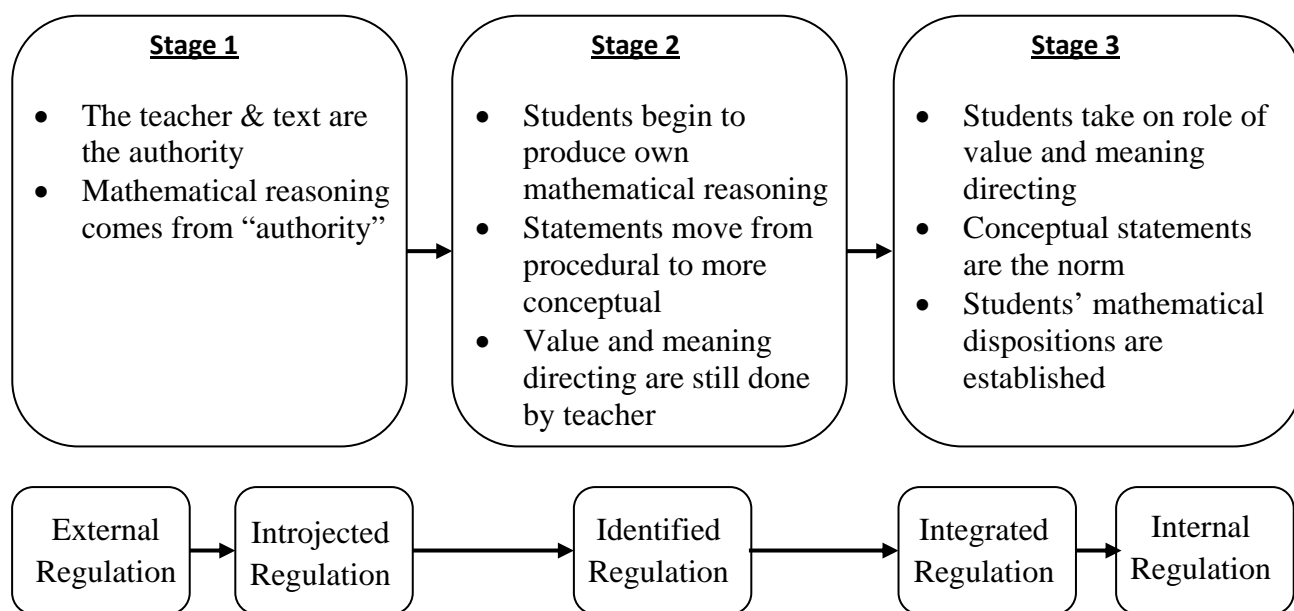 Stage 1
• The teacher & text are
the authority
• Mathematical reasoning
comes from “authority”
Stage 2
• Students begin to
produce own
mathematical reasoning
• Statements move from
procedural to more
conceptual
• Value and meaning
directing are still done
by teacher
Stage 3
• Students take on role of
value and meaning
directing
• Conceptual statements
are the norm
• Students’ mathematical
dispositions are
established
External
Regulation
Introjected
Regulation
Identified
Regulation
Integrated
Regulation
Internal
Regulation